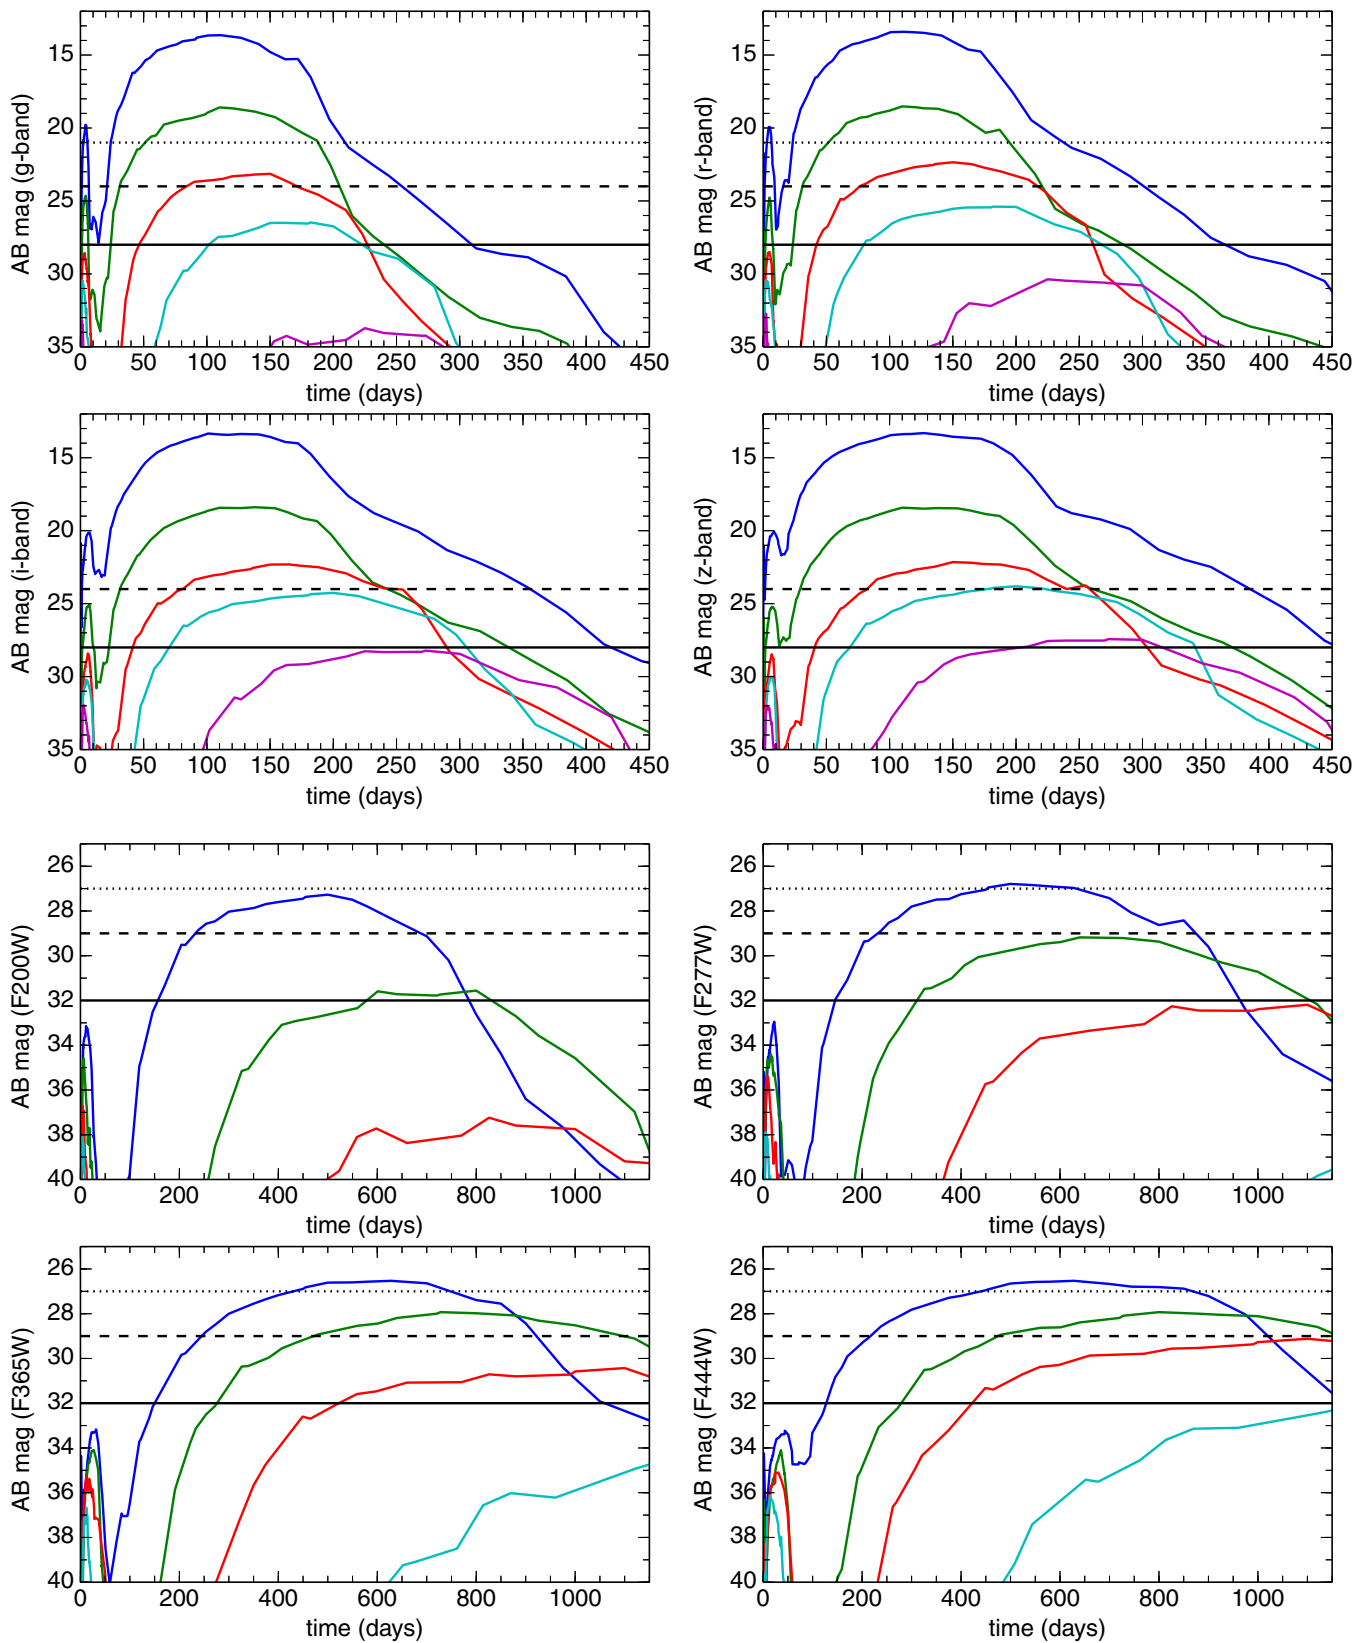 15
20
25
30
35
AB mag (g-band)
0 50 100 150 200 250 300 350 400 450
time (days)
15
20
25
30
35
AB mag (r-band)
0 50 100 150 200 250 300 350 400 450
time (days)
15
20
25
30
35
AB mag (i-band)
0 50 100 150 200 250 300 350 400 450
time (days)
15
20
25
30
35
AB mag (z-band)
0 50 100 150 200 250 300 350 400 450
time (days)
26
28
30
32
34
36
38
40
AB mag (F200W)
0 200 400 600 800 1000
time (days)
26
28
30
32
34
36
38
40
AB mag (F277W)
0 200 400 600 800 1000
time (days)
26
28
30
32
34
36
38
40
AB mag (F365W)
0 200 400 600 800 1000
time (days)
26
28
30
32
34
36
38
40
AB mag (F444W)
0 200 400 600 800 1000
time (days)